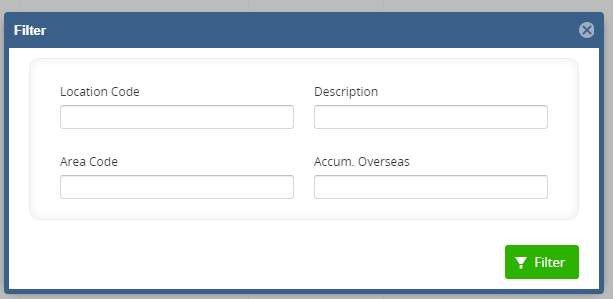 Filter
Location Code
Description
Area Code
Accum. Overseas
Filter